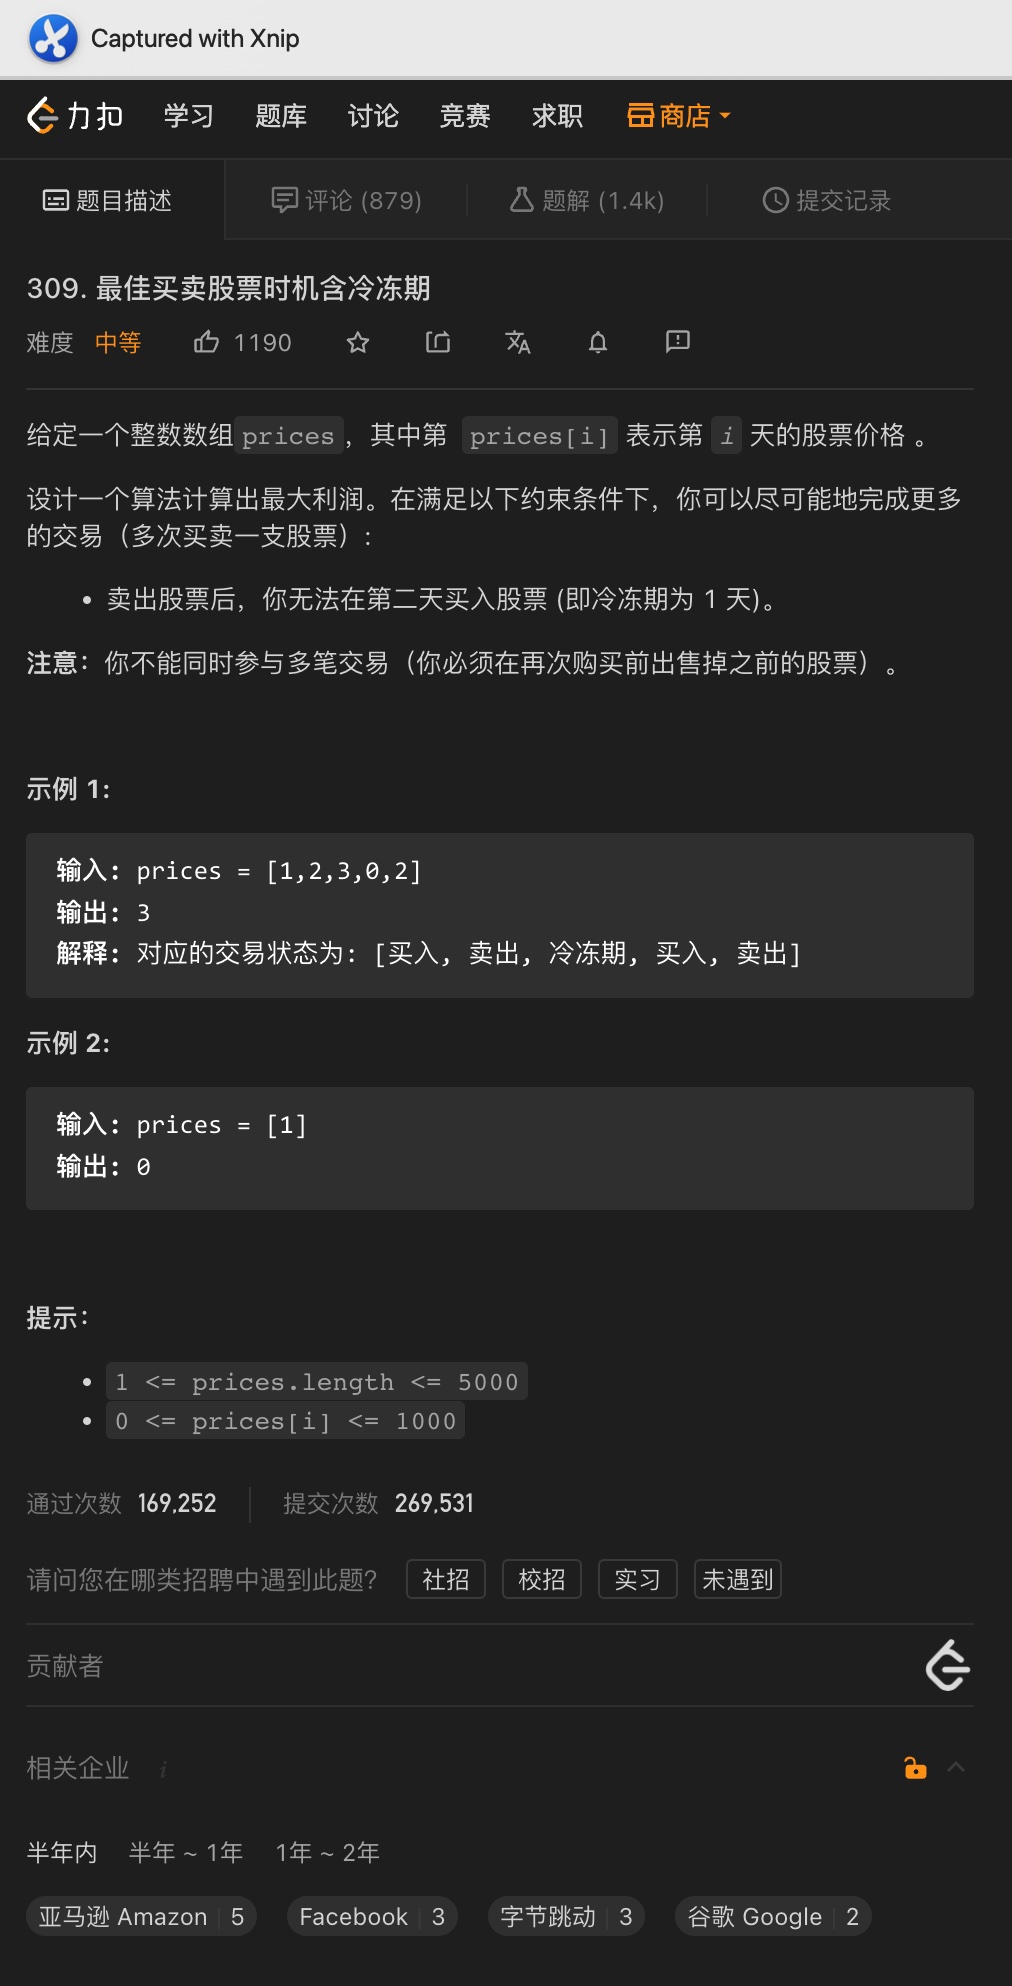 Captured with Xnip
力扣 学习 题库 讨论 竞赛 求职 商店
题目描述 评论 (879) 题解 (1.4k) 提交记录
309. 最佳买卖股票时机含冷冻期
难度 中等 1190
给定一个整数数组prices，其中第 prices[i] 表示第 i 天的股票价格 。
设计一个算法计算出最大利润。在满足以下约束条件下，你可以尽可能地完成更多
的交易（多次买卖一支股票）:
• 卖出股票后，你无法在第二天买入股票 (即冷冻期为 1 天)。
注意：你不能同时参与多笔交易（你必须在再次购买前出售掉之前的股票）。
示例 1:
输入: prices = [1,2,3,0,2]
输出: 3
解释: 对应的交易状态为: [买入, 卖出, 冷冻期, 买入, 卖出]
示例 2:
输入: prices = [1]
输出: 0
提示：
• 1 <= prices.length <= 5000
• 0 <= prices[i] <= 1000
通过次数 169,252 提交次数 269,531
请问您在哪类招聘中遇到此题? 社招 校招 实习 未遇到
贡献者
相关企业 i
半年内 半年 ~ 1年 1年 ~ 2年
亚马逊 Amazon 5 Facebook 3 字节跳动 3 谷歌 Google 2